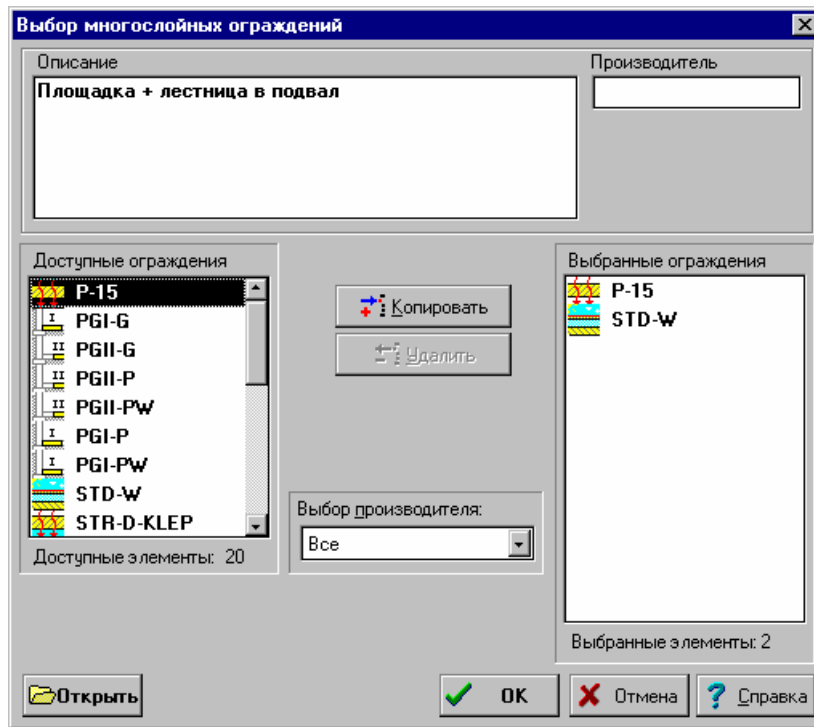 Выбор многослойных ограждений
Описание
Производитель
Площадка + лестница в подвал
Доступные ограждения
P-15
PGI-G
PGII-G
PGII-P
PGII-PW
PGI-P
PGI-PW
STD-W
STR-D-KLEP
Доступные элементы: 20
Копировать
Удалить
Выбор производителя:
Все
Выбранные ограждения
P-15
STD-W
Выбранные элементы: 2
Открыть
OK
Отмена
Справка